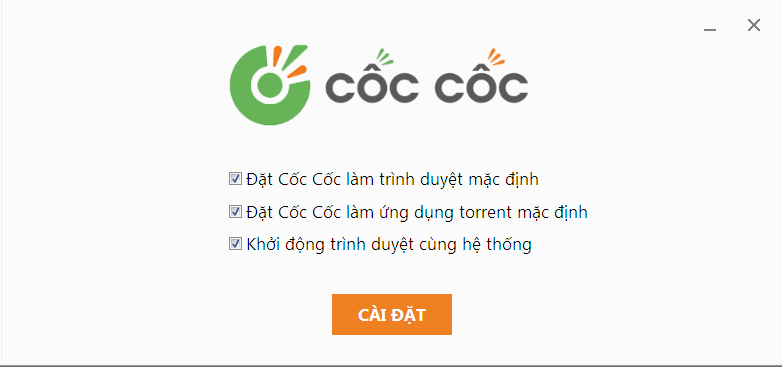 cốc cốc
Đặt Cốc Cốc làm trình duyệt mặc định
Đặt Cốc Cốc làm ứng dụng torrent mặc định
Khởi động trình duyệt cùng hệ thống
CÀI ĐẶT